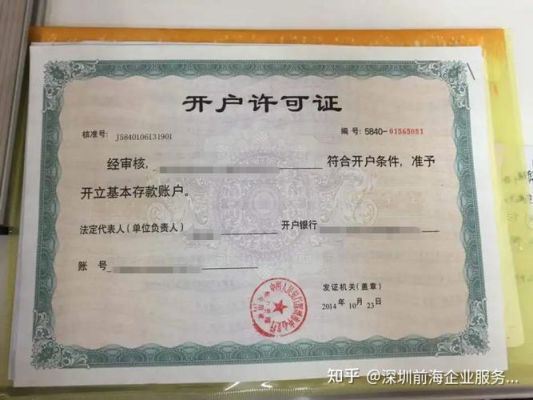 开户许可证
核准号: J5840106131901 编号: 5840-01565081
经审核, 符合开户条件, 准予
开立基本存款账户。
法定代表人(单位负责人) 开户银行
账 号
发证机关(盖章)
2014 年 10 月 23 日
知乎 @深圳前海企业服务...